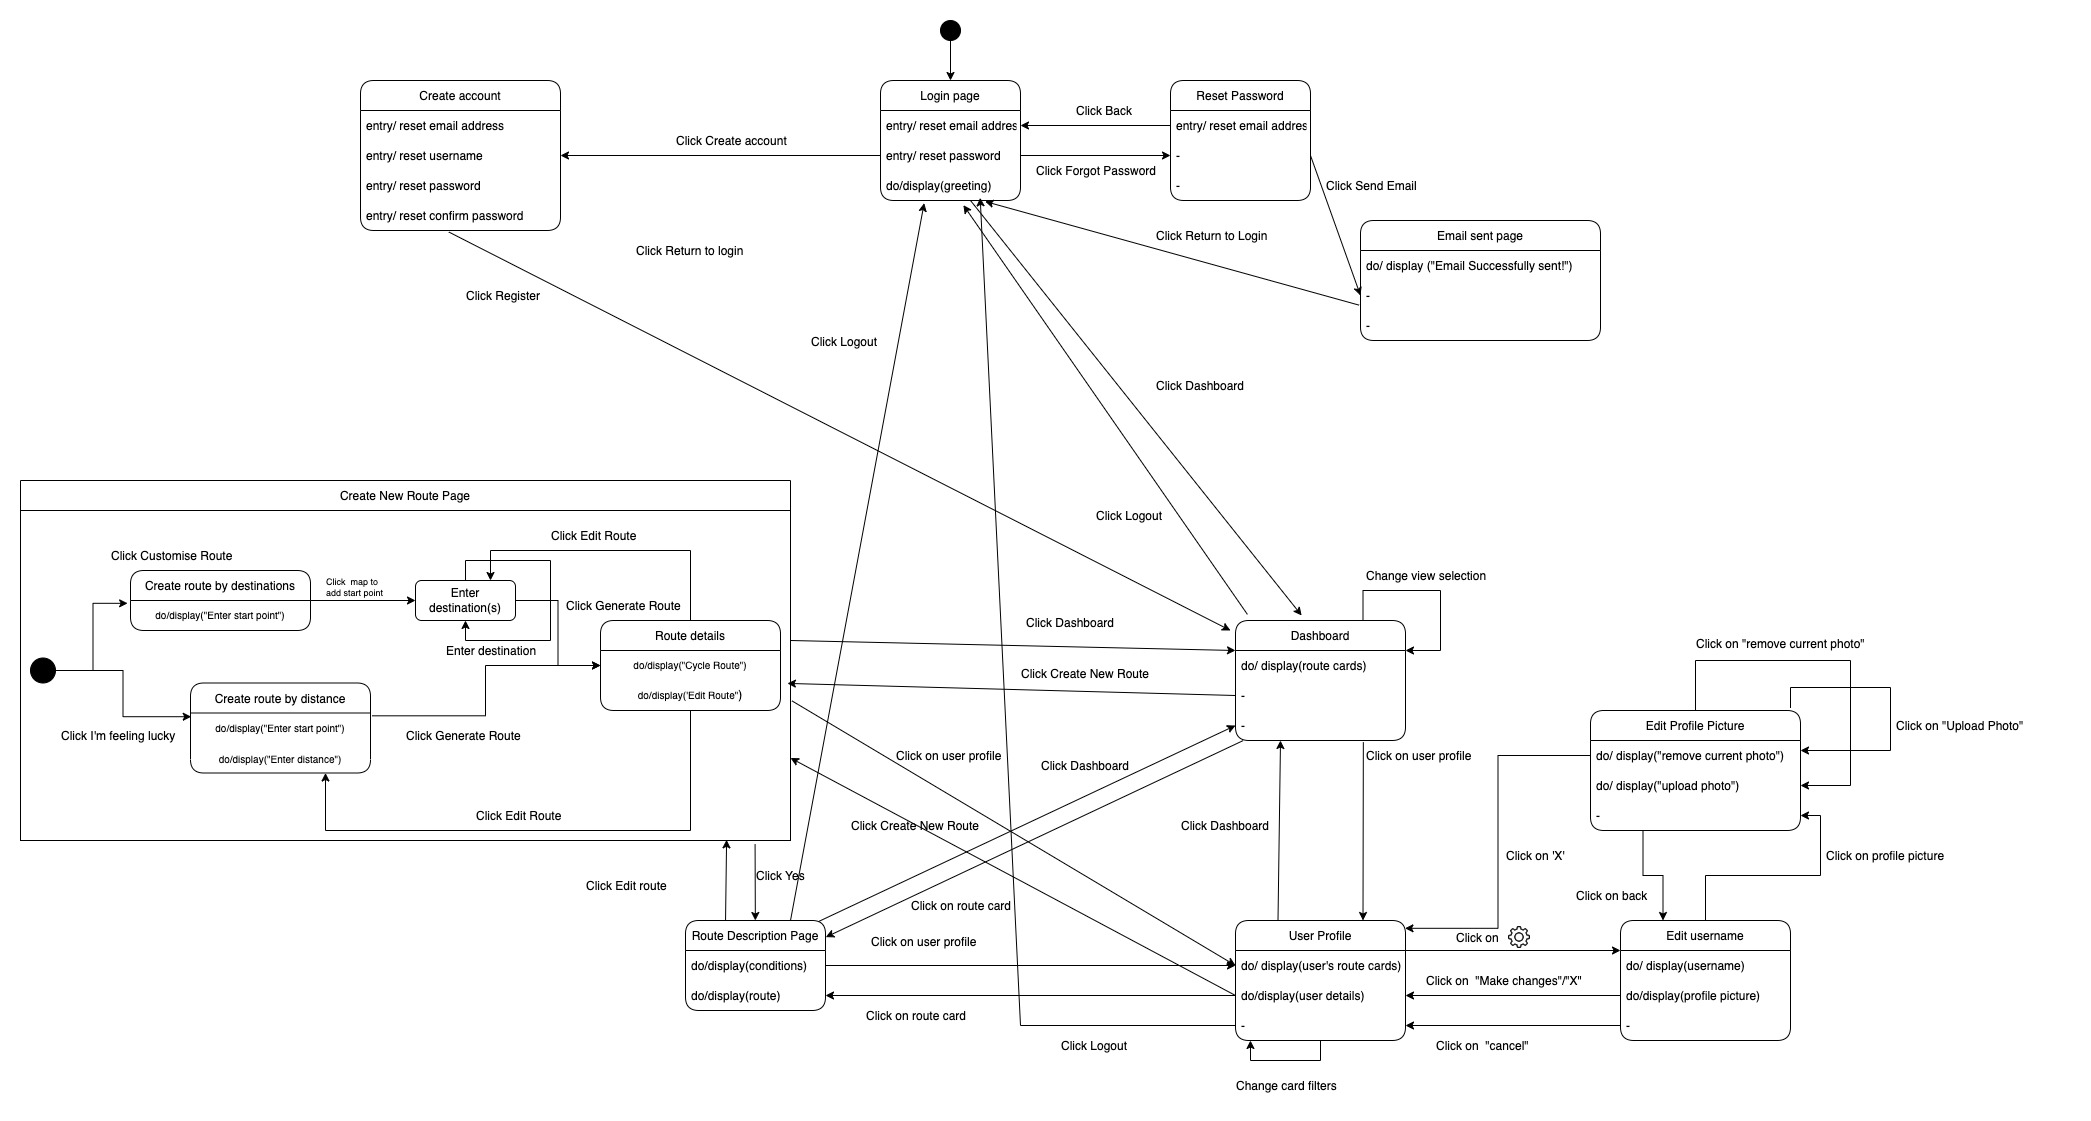 Create account
entry/ reset email address
entry/ reset username
entry/ reset password
entry/ reset confirm password
Click Create account
Login page
entry/ reset email addres
entry/ reset password
do/display(greeting)
Click Back
Click Forgot Password
Reset Password
entry/ reset email addres
-
-
Click Send Email
Email sent page
do/ display ("Email Successfully sent!")
-
-
Click Return to Login
Click Return to login
Click Register
Click Logout
Click Dashboard
Click Logout
Create New Route Page
Click Customise Route
Create route by destinations
do/display("Enter start point")
Click map to
add start point
Click Edit Route
Enter
destination(s)
Enter destination
Click Generate Route
Route details
do/display("Cycle Route")
do/display('Edit Route")
Click I'm feeling lucky
Create route by distance
do/display("Enter start point")
do/display("Enter distance")
Click Generate Route
Click Edit Route
Click Dashboard
Click Create New Route
Change view selection
Dashboard
do/ display(route cards)
-
-
Click on user profile
Click Dashboard
Click Create New Route
Click Dashboard
Click on user profile
Click on "remove current photo"
Click on "Upload Photo"
Edit Profile Picture
do/ display("remove current photo")
do/ display("upload photo")
-
Click on 'X'
Click on profile picture
Click on back
Click Edit route
Click Yes
Route Description Page
do/display(conditions)
do/display(route)
Click on route card
Click on user profile
Click on route card
User Profile
do/ display(user's route cards)
do/display(user details)
-
Click on
Click on "Make changes"/"X"
Click on "cancel"
Edit username
do/ display(username)
do/display(profile picture)
-
Click Logout
Change card filters